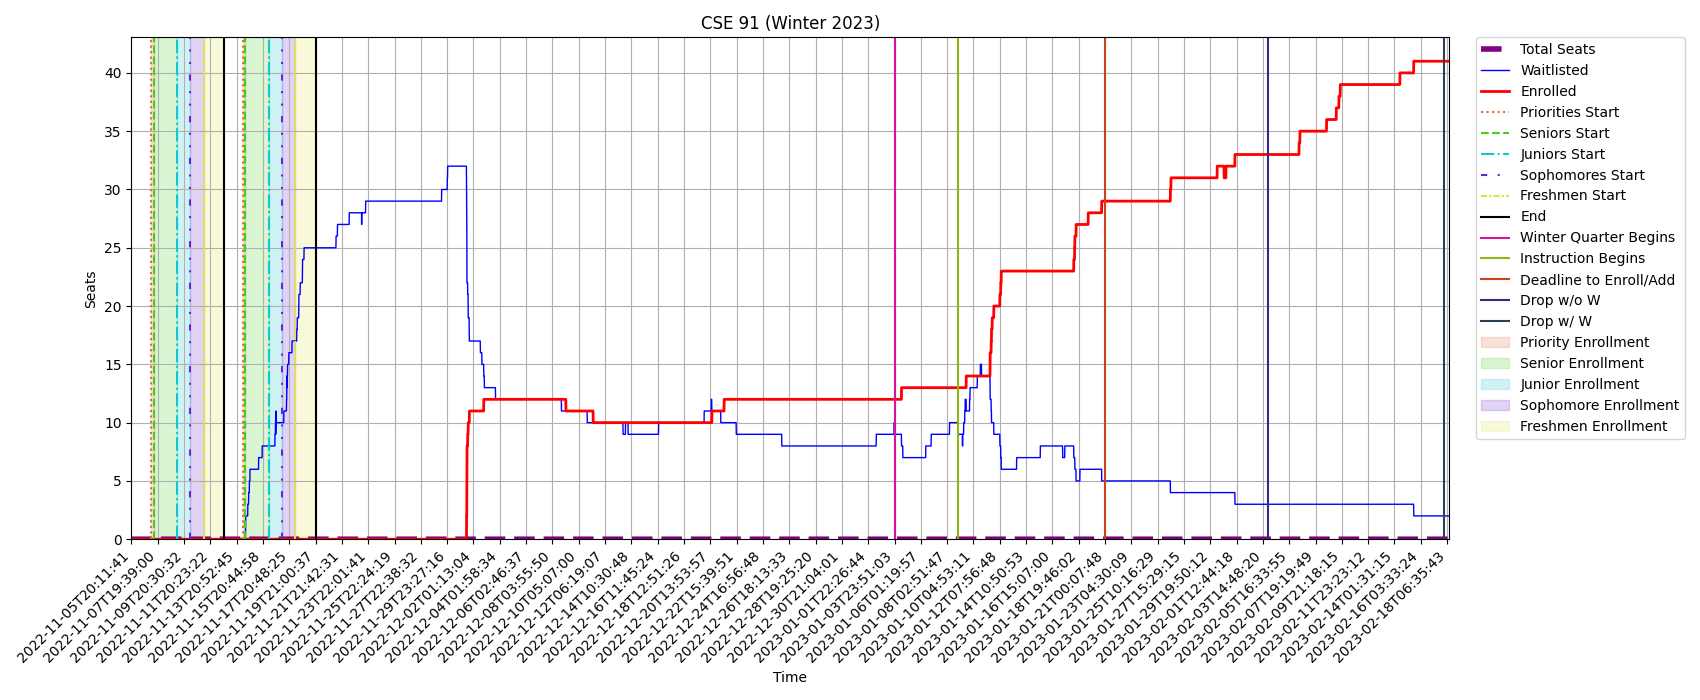 CSE 91 (Winter 2023)
Seats
40
35
30
25
20
15
10
5
0
2022-11-05T20:11:41
2022-11-07T19:39:00
2022-11-09T20:30:32
2022-11-11T20:23:22
2022-11-13T20:52:45
2022-11-15T20:44:58
2022-11-17T20:48:25
2022-11-19T21:00:37
2022-11-21T21:42:31
2022-11-23T22:01:41
2022-11-25T22:24:19
2022-11-27T22:38:32
2022-11-29T23:27:16
2022-12-02T01:13:04
2022-12-04T01:58:34
2022-12-06T02:46:37
2022-12-08T03:55:50
2022-12-10T05:07:00
2022-12-12T06:19:07
2022-12-14T10:30:48
2022-12-16T11:45:24
2022-12-18T12:51:26
2022-12-20T13:53:57
2022-12-22T15:39:51
2022-12-24T16:56:48
2022-12-26T18:13:33
2022-12-28T19:25:20
2022-12-30T21:04:01
2023-01-01T22:26:44
2023-01-03T23:51:03
2023-01-06T01:19:57
2023-01-08T02:51:47
2023-01-10T04:53:11
2023-01-12T07:56:48
2023-01-14T10:50:53
2023-01-16T15:07:00
2023-01-18T19:46:02
2023-01-21T00:07:48
2023-01-23T04:30:09
2023-01-25T10:16:29
2023-01-27T15:29:15
2023-01-29T19:50:12
2023-02-01T12:44:18
2023-02-03T14:48:20
2023-02-05T16:33:55
2023-02-07T19:19:49
2023-02-09T21:18:15
2023-02-11T23:23:12
2023-02-14T01:31:15
2023-02-16T03:33:24
2023-02-18T06:35:43
Time
Total Seats
Waitlisted
Enrolled
Priorities Start
Seniors Start
Juniors Start
Sophomores Start
Freshmen Start
End
Winter Quarter Begins
Instruction Begins
Deadline to Enroll/Add
Drop w/o W
Drop w/ W
Priority Enrollment
Senior Enrollment
Junior Enrollment
Sophomore Enrollment
Freshmen Enrollment